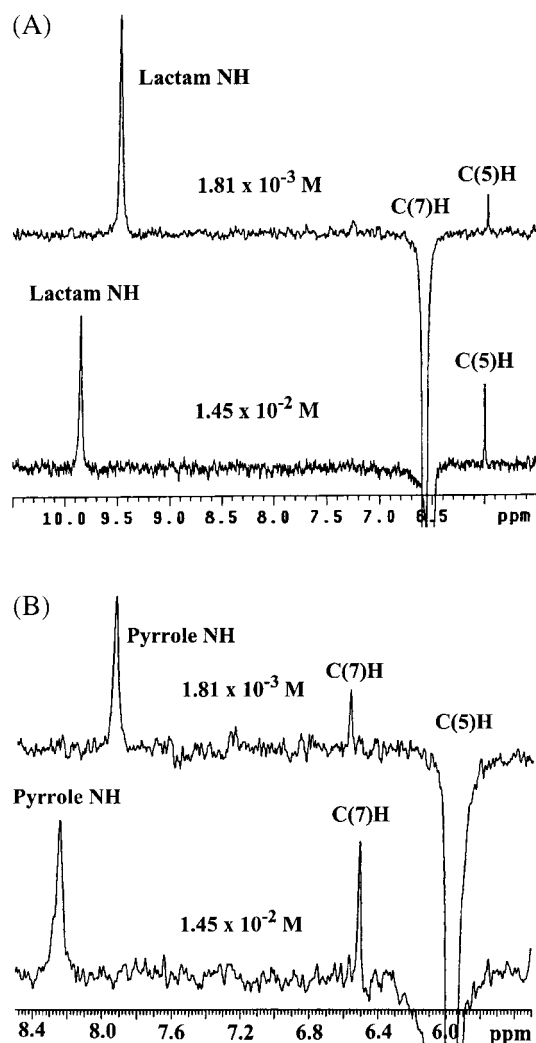 (A)
Lactam NH
1.81 x 10⁻³ M
C(7)H
C(5)H
Lactam NH
1.45 x 10⁻² M
C(5)H
10.0 9.5 9.0 8.5 8.0 7.5 7.0 6.5 ppm
(B)
Pyrrole NH
1.81 x 10⁻³ M
C(7)H
C(5)H
Pyrrole NH
C(7)H
1.45 x 10⁻² M
8.4 8.0 7.6 7.2 6.8 6.4 6.0 ppm